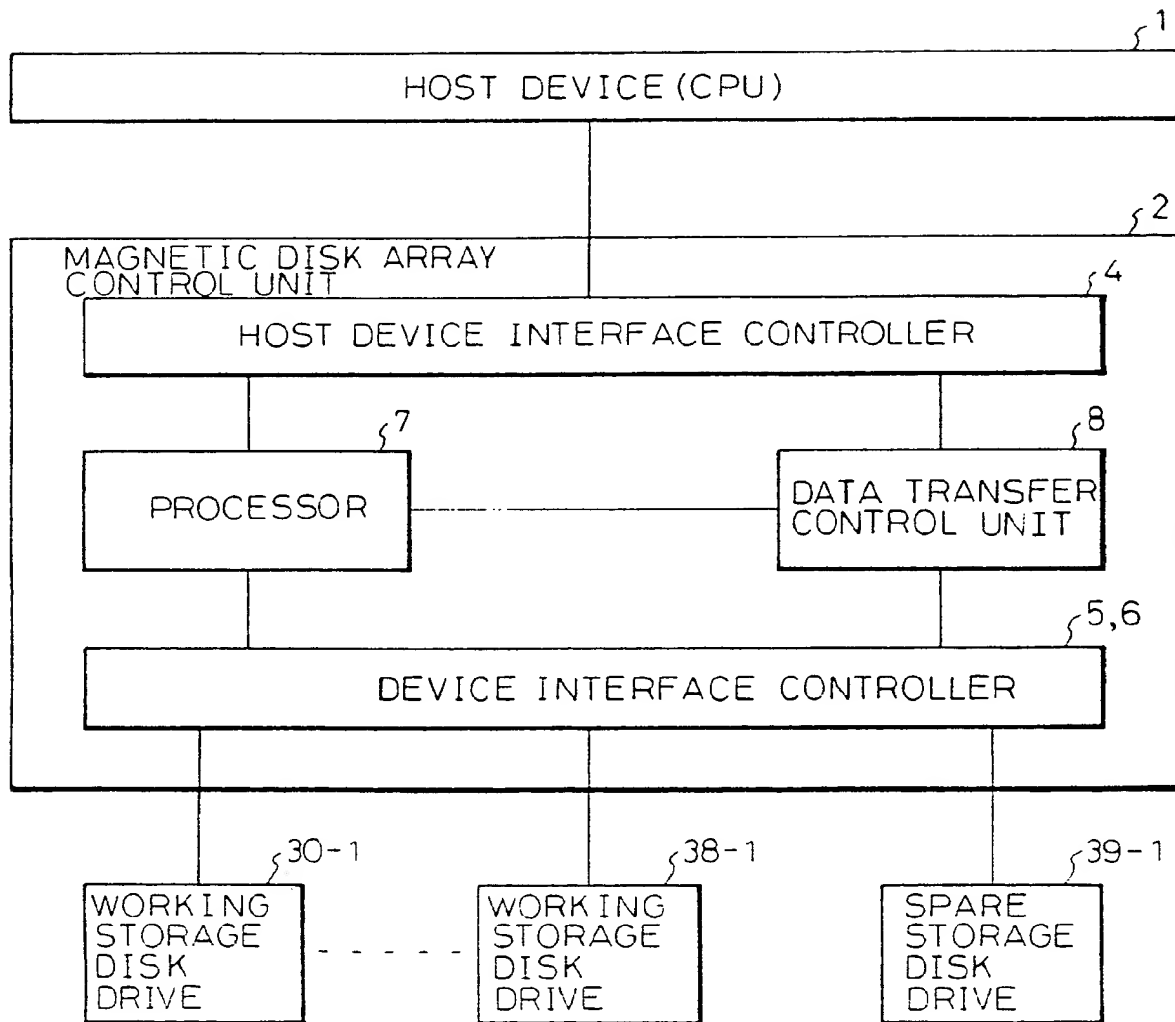 1
HOST DEVICE (CPU)
2
MAGNETIC DISK ARRAY
CONTROL UNIT
4
HOST DEVICE INTERFACE CONTROLLER
7
8
PROCESSOR
DATA TRANSFER
CONTROL UNIT
5,6
DEVICE INTERFACE CONTROLLER
30-1
38-1
39-1
WORKING
STORAGE
DISK
DRIVE
WORKING
STORAGE
DISK
DRIVE
SPARE
STORAGE
DISK
DRIVE